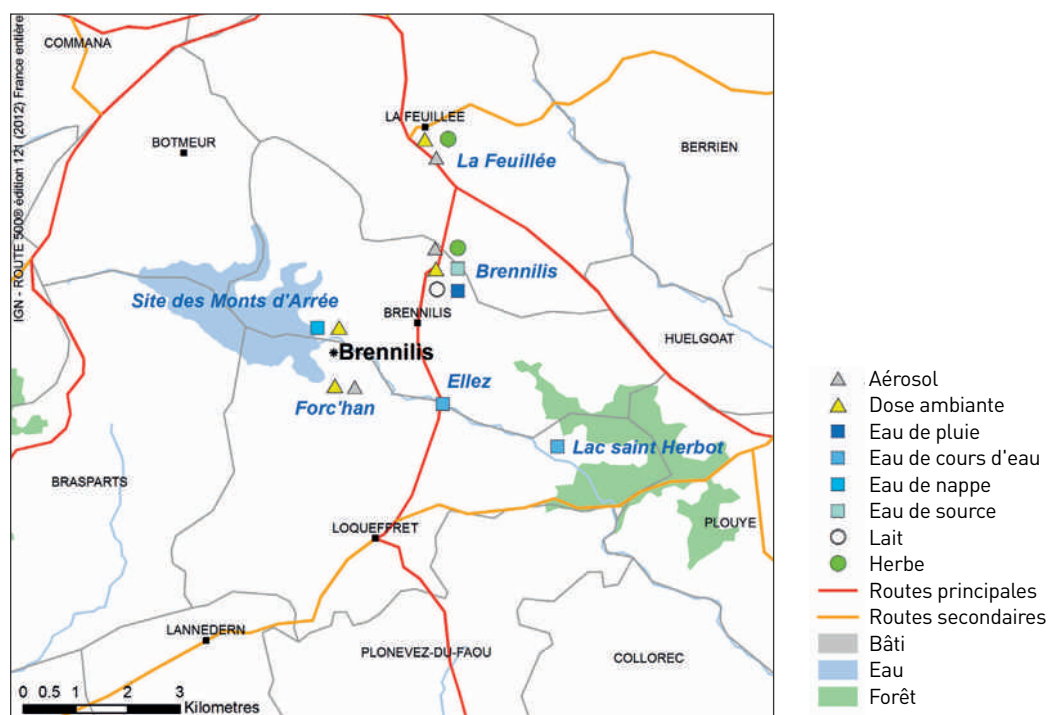 IGN - ROUTE 500® édition 121 (2012) France entière
COMMANA
LA FEUILLEE
BOTMEUR
BERRIEN
La Feuillée
Brennilis
Site des Monts d'Arrée
BRENNILIS
HUELGOAT
Brennilis
Ellez
Forc'han
Lac saint Herbot
BRASPARTS
PLOUYE
LOQUEFFRET
LANNEDERN
PLONEVEZ-DU-FAOU
COLLOREC
0 0.5 1 2 3
Kilometres
Aérosol
Dose ambiante
Eau de pluie
Eau de cours d'eau
Eau de nappe
Eau de source
Lait
Herbe
Routes principales
Routes secondaires
Bâti
Eau
Forêt